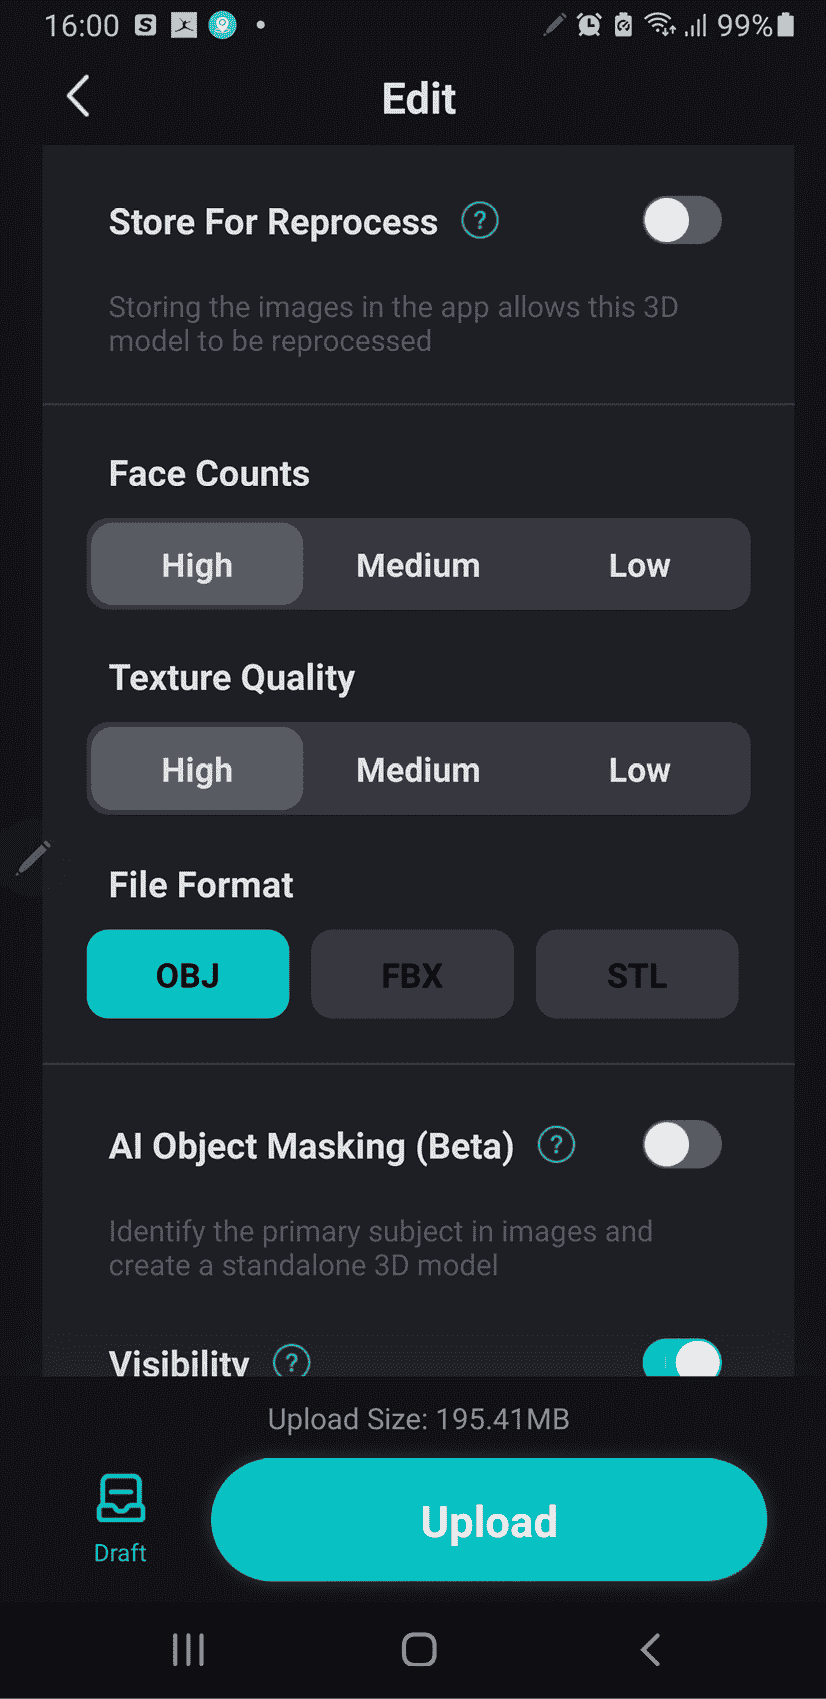 16:00 S 99%
Edit
Store For Reprocess ?
Storing the images in the app allows this 3D
model to be reprocessed
Face Counts
High Medium Low
Texture Quality
High Medium Low
File Format
OBJ FBX STL
AI Object Masking (Beta) ?
Identify the primary subject in images and
create a standalone 3D model
Visibility ?
Upload Size: 195.41MB
Draft Upload